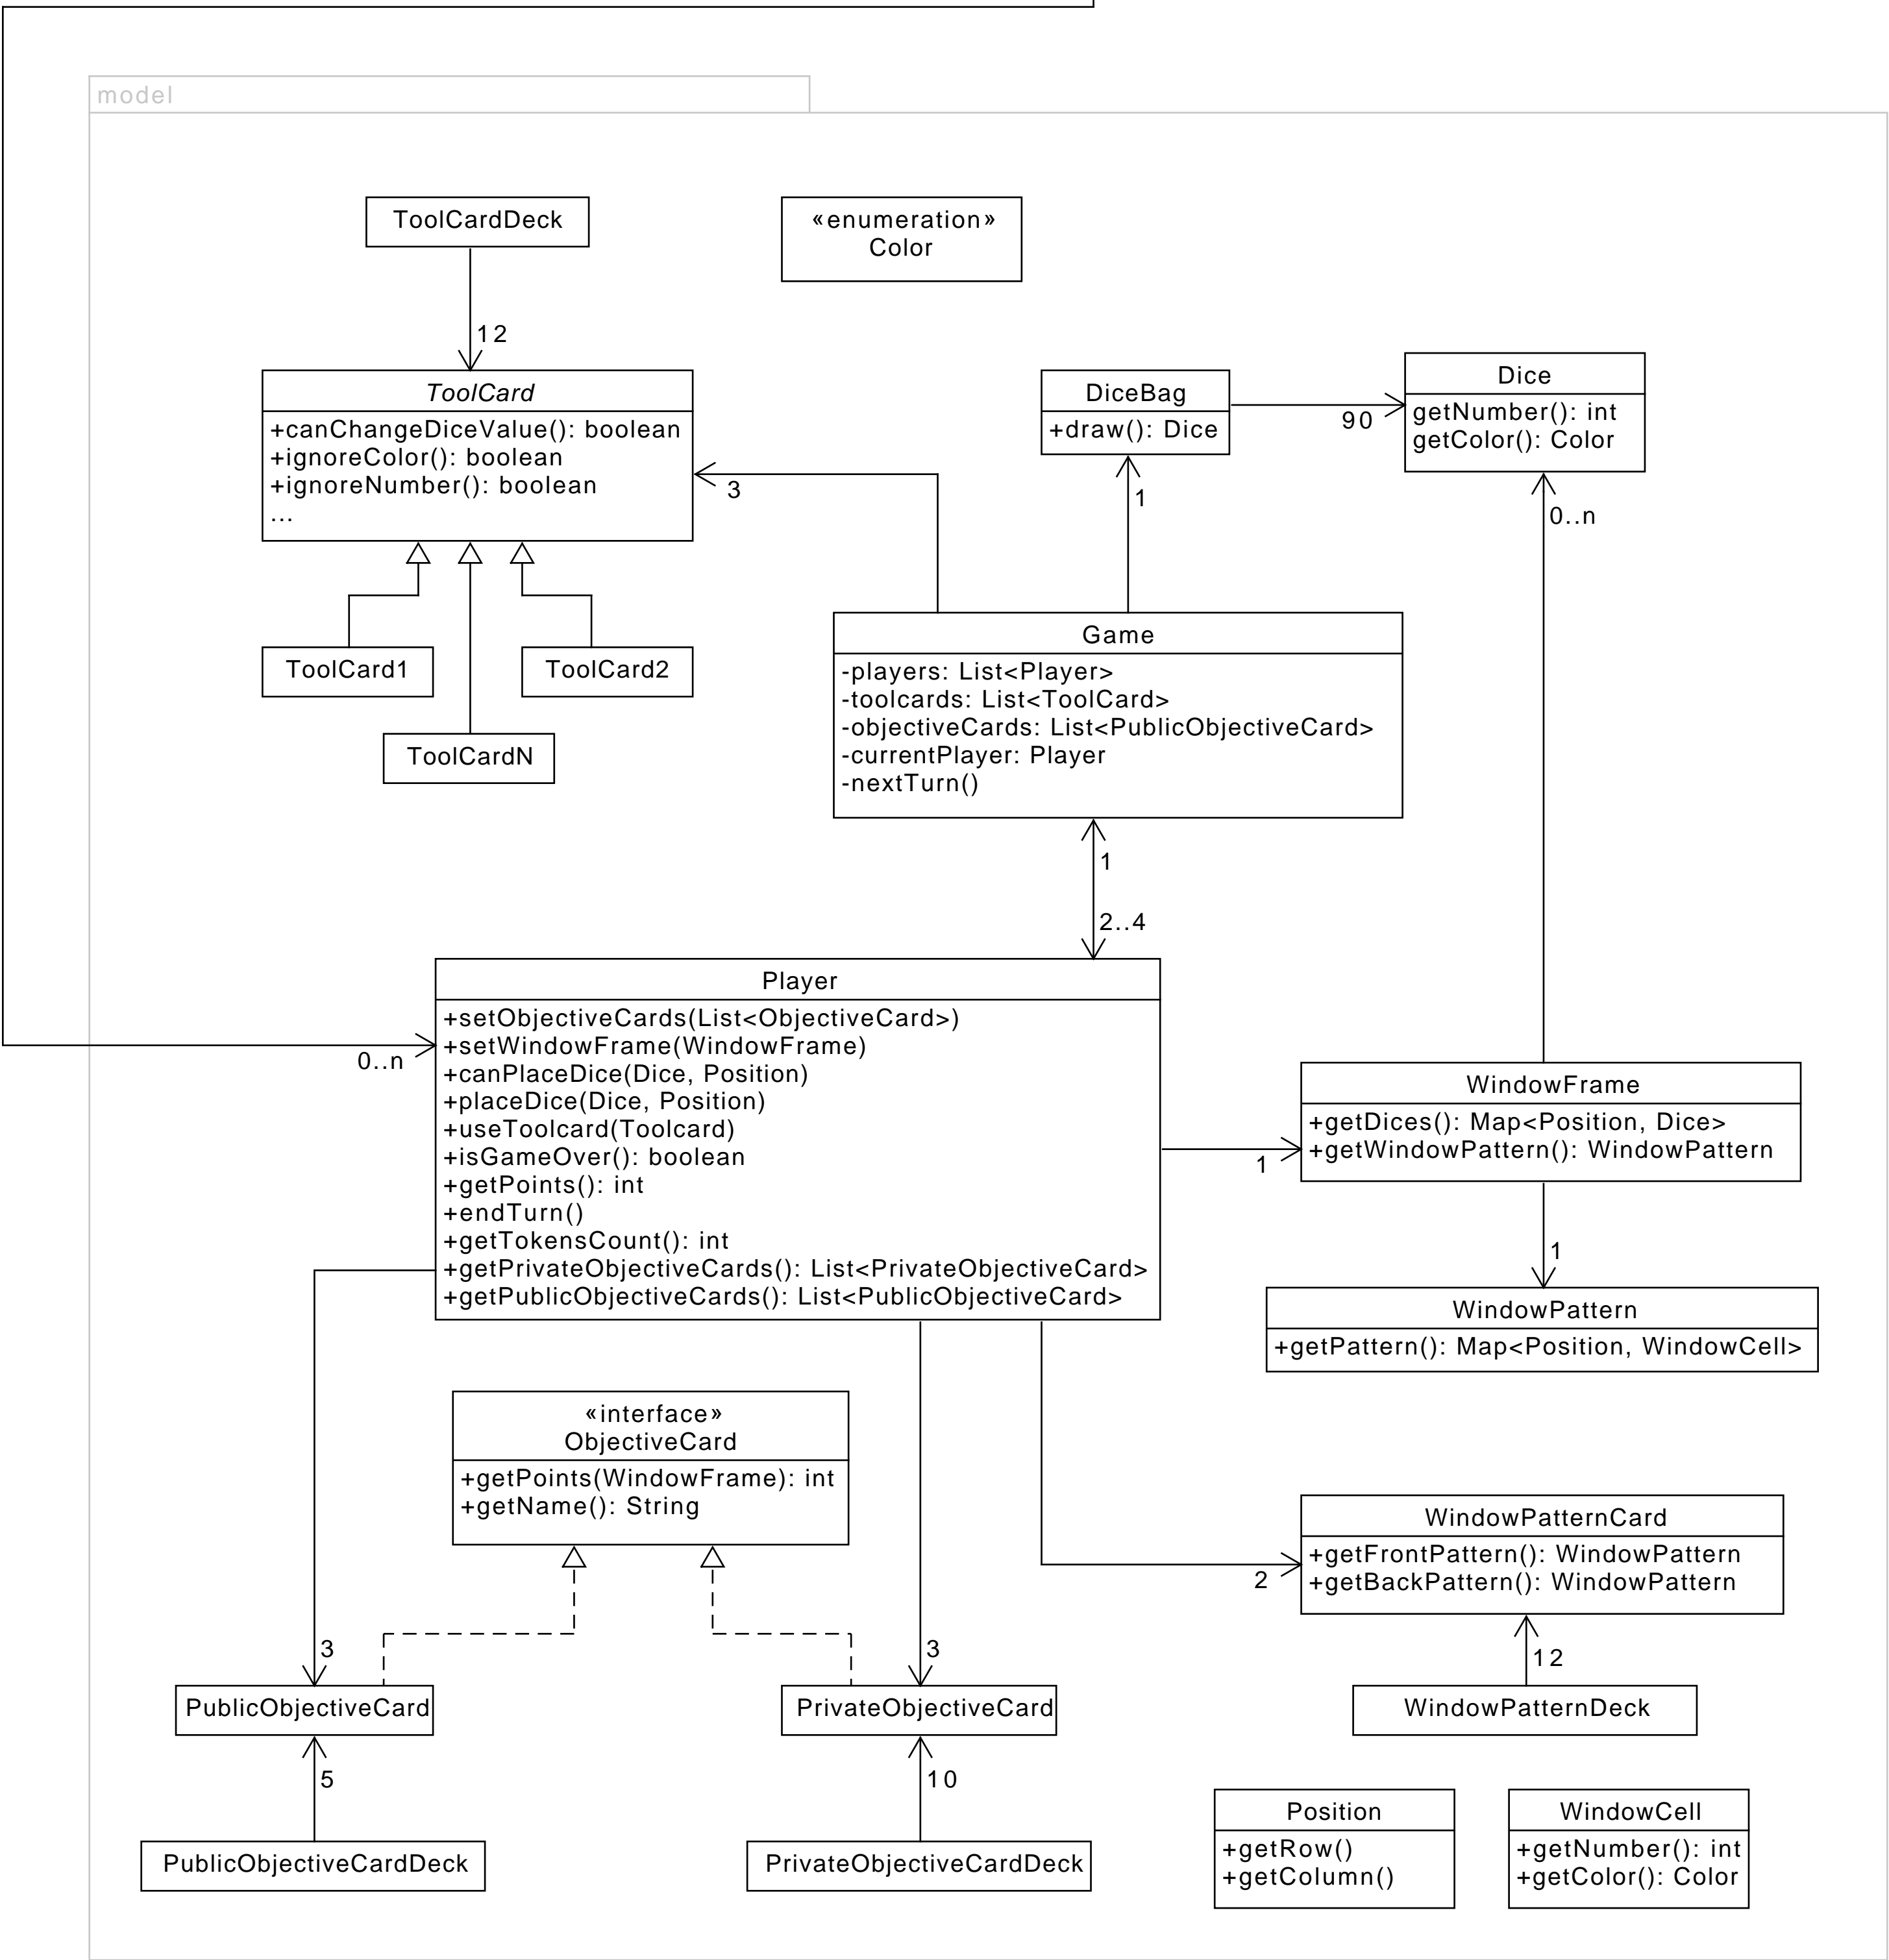 model
ToolCardDeck
«enumeration»
Color
12
ToolCard
+canChangeDiceValue(): boolean
+ignoreColor(): boolean
+ignoreNumber(): boolean
...
DiceBag
+draw(): Dice
90
Dice
getNumber(): int
getColor(): Color
3
1
0..n
ToolCard1
ToolCard2
ToolCardN
Game
-players: List<Player>
-toolcards: List<ToolCard>
-objectiveCards: List<PublicObjectiveCard>
-currentPlayer: Player
-nextTurn()
1
2..4
Player
+setObjectiveCards(List<ObjectiveCard>)
+setWindowFrame(WindowFrame)
+canPlaceDice(Dice, Position)
+placeDice(Dice, Position)
+useToolcard(Toolcard)
+isGameOver(): boolean
+getPoints(): int
+endTurn()
+getTokensCount(): int
+getPrivateObjectiveCards(): List<PrivateObjectiveCard>
+getPublicObjectiveCards(): List<PublicObjectiveCard>
0..n
WindowFrame
+getDices(): Map<Position, Dice>
+getWindowPattern(): WindowPattern
1
1
WindowPattern
+getPattern(): Map<Position, WindowCell>
«interface»
ObjectiveCard
+getPoints(WindowFrame): int
+getName(): String
WindowPatternCard
+getFrontPattern(): WindowPattern
+getBackPattern(): WindowPattern
2
3
3
12
PublicObjectiveCard
PrivateObjectiveCard
WindowPatternDeck
5
10
PublicObjectiveCardDeck
PrivateObjectiveCardDeck
Position
+getRow()
+getColumn()
WindowCell
+getNumber(): int
+getColor(): Color